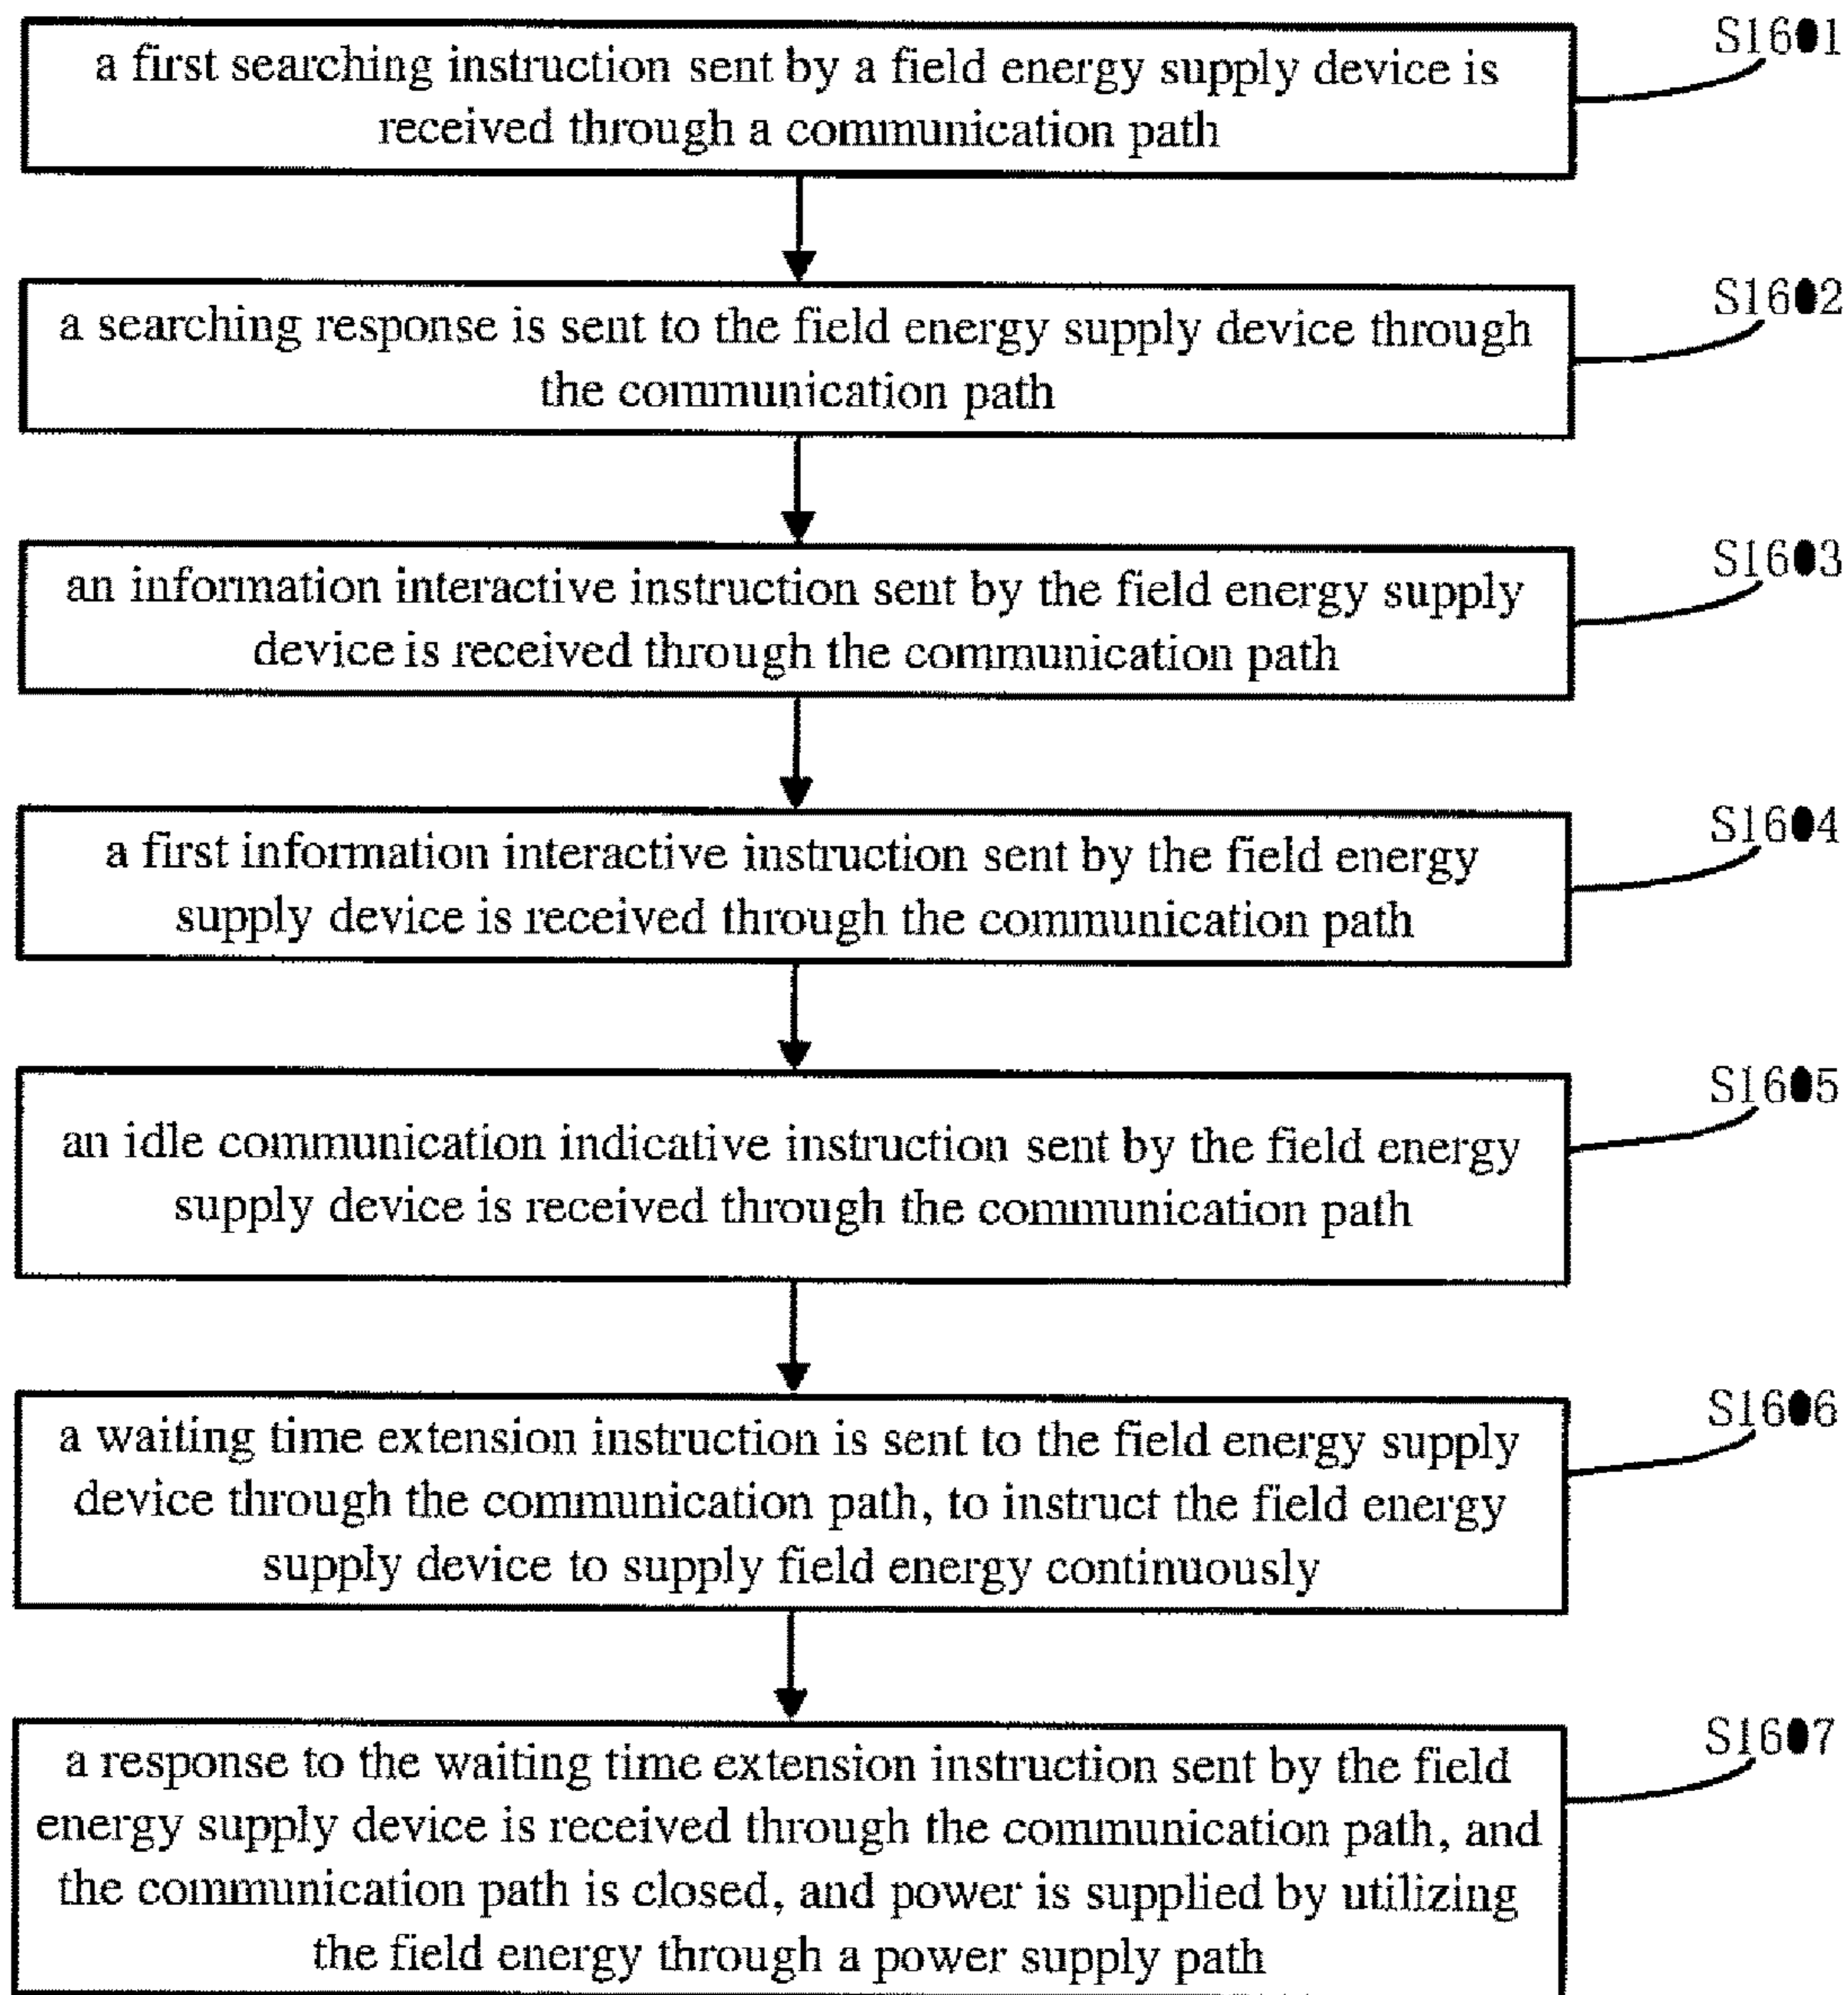 S1601
a first searching instruction sent by a field energy supply device is
received through a communication path
S1602
a searching response is sent to the field energy supply device through
the communication path
S1603
an information interactive instruction sent by the field energy supply
device is received through the communication path
S1604
a first information interactive instruction sent by the field energy
supply device is received through the communication path
S1605
an idle communication indicative instruction sent by the field energy
supply device is received through the communication path
S1606
a waiting time extension instruction is sent to the field energy supply
device through the communication path, to instruct the field energy
supply device to supply field energy continuously
S1607
a response to the waiting time extension instruction sent by the field
energy supply device is received through the communication path, and
the communication path is closed, and power is supplied by utilizing
the field energy through a power supply path